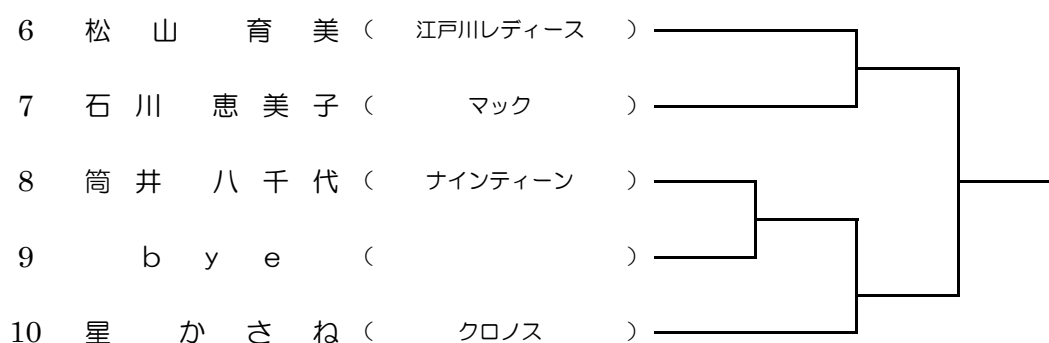 6 松山 育美（江戸川レディース）
7 石川 恵美子（マック）
8 筒井 八千代（ナインティーン）
9 ｂｙｅ（ ）
10 星 かさね（クロノス）